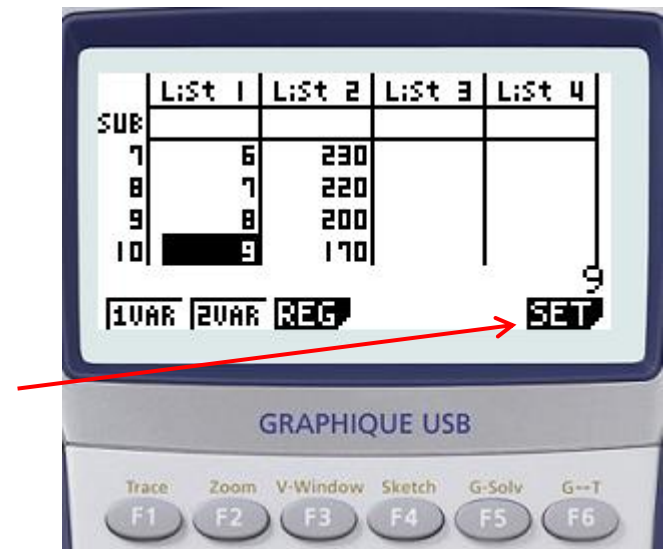 List 1 List 2 List 3 List 4
SUB
7 6 230
8 7 220
9 8 200
10 9 170
9
1VAR 2VAR REG SET
GRAPHIQUE USB
Trace Zoom V-Window Sketch G-Solv G↔T
F1 F2 F3 F4 F5 F6